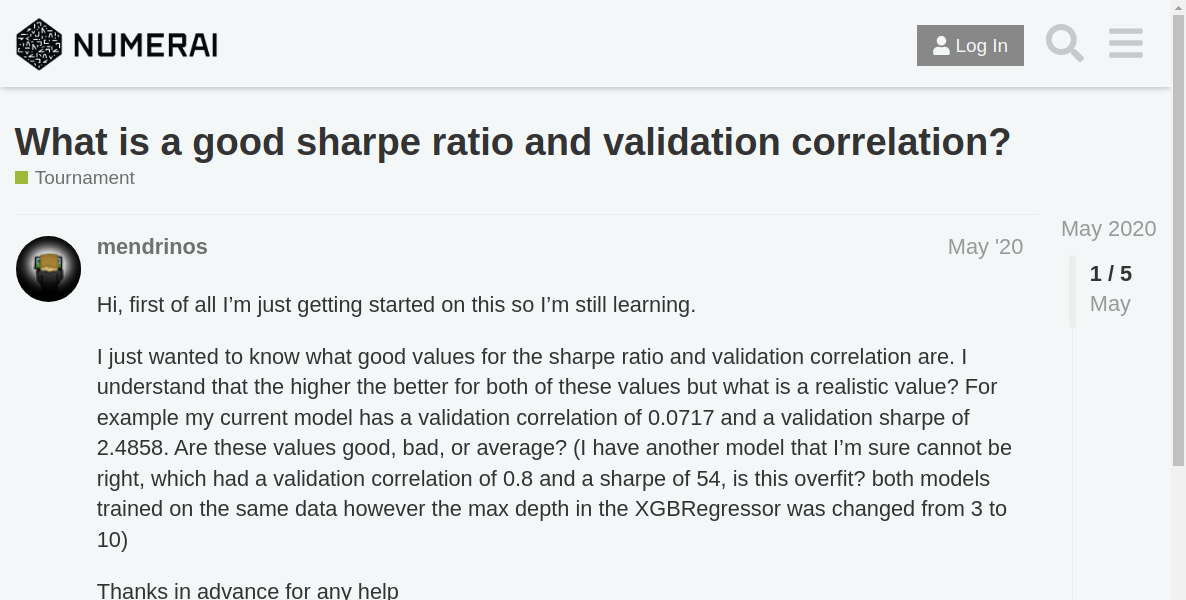 NUMERAI
Log In
What is a good sharpe ratio and validation correlation?
Tournament
mendrinos
May '20
Hi, first of all I’m just getting started on this so I’m still learning.
I just wanted to know what good values for the sharpe ratio and validation correlation are. I
understand that the higher the better for both of these values but what is a realistic value? For
example my current model has a validation correlation of 0.0717 and a validation sharpe of
2.4858. Are these values good, bad, or average? (I have another model that I’m sure cannot be
right, which had a validation correlation of 0.8 and a sharpe of 54, is this overfit? both models
trained on the same data however the max depth in the XGBRegressor was changed from 3 to
10)
Thanks in advance for any help
May 2020
1 / 5
May